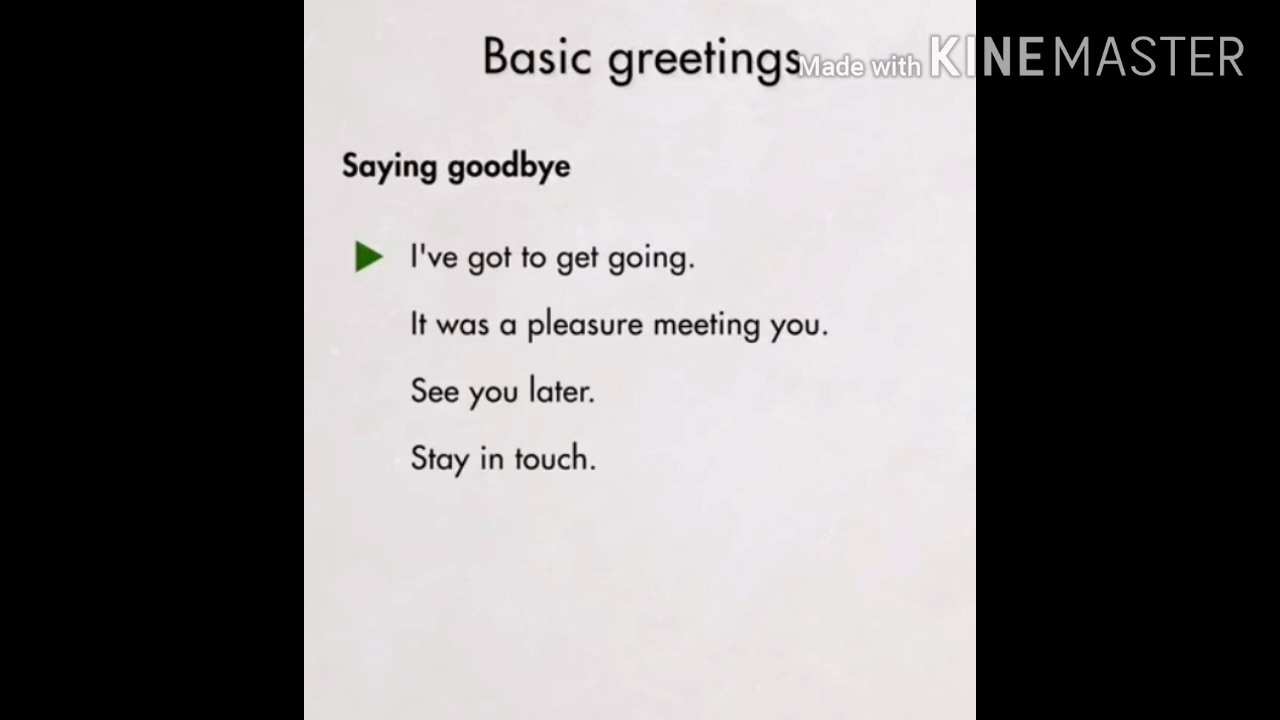 Basic greetings
Made with KINEMASTER
Saying goodbye
I've got to get going.
It was a pleasure meeting you.
See you later.
Stay in touch.